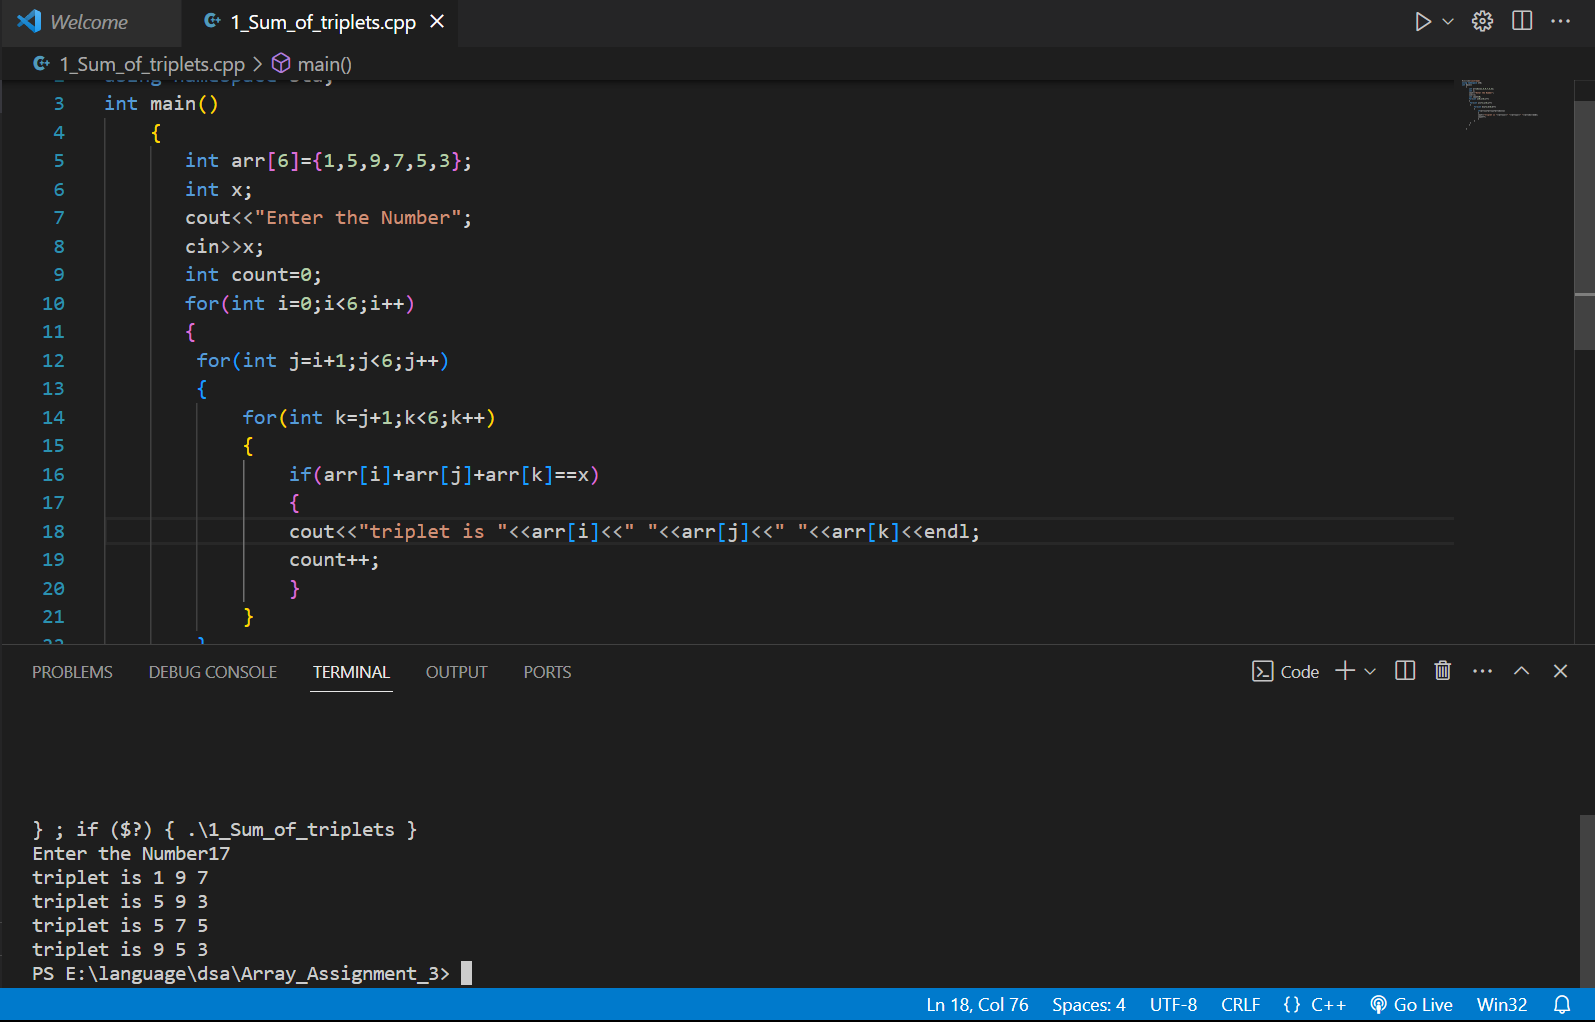 Welcome 1_Sum_of_triplets.cpp
1_Sum_of_triplets.cpp > main()
3 int main()
4 {
5 int arr[6]={1,5,9,7,5,3};
6 int x;
7 cout<<"Enter the Number";
8 cin>>x;
9 int count=0;
10 for(int i=0;i<6;i++)
11 {
12 for(int j=i+1;j<6;j++)
13 {
14 for(int k=j+1;k<6;k++)
15 {
16 if(arr[i]+arr[j]+arr[k]==x)
17 {
18 cout<<"triplet is "<<arr[i]<<" "<<arr[j]<<" "<<arr[k]<<endl;
19 count++;
20 }
21 }
PROBLEMS DEBUG CONSOLE TERMINAL OUTPUT PORTS Code
} ; if ($?) { .\1_Sum_of_triplets }
Enter the Number17
triplet is 1 9 7
triplet is 5 9 3
triplet is 5 7 5
triplet is 9 5 3
PS E:\language\dsa\Array_Assignment_3>
Ln 18, Col 76 Spaces: 4 UTF-8 CRLF {} C++ Go Live Win32